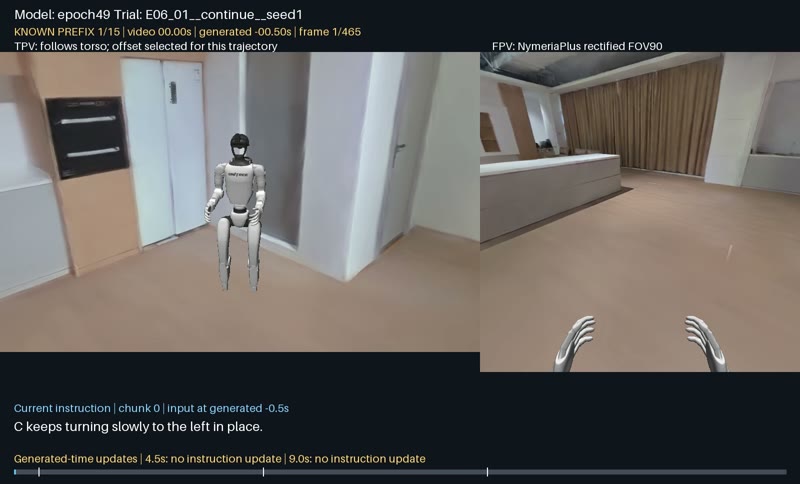 Model: epoch49 Trial: E06_01__continue__seed1
KNOWN PREFIX 1/15 | video 00.00s | generated -00.50s | frame 1/465
TPV: follows torso; offset selected for this trajectory
FPV: NymeriaPlus rectified FOV90
Current instruction | chunk 0 | input at generated -0.5s
C keeps turning slowly to the left in place.
Generated-time updates | 4.5s: no instruction update | 9.0s: no instruction update